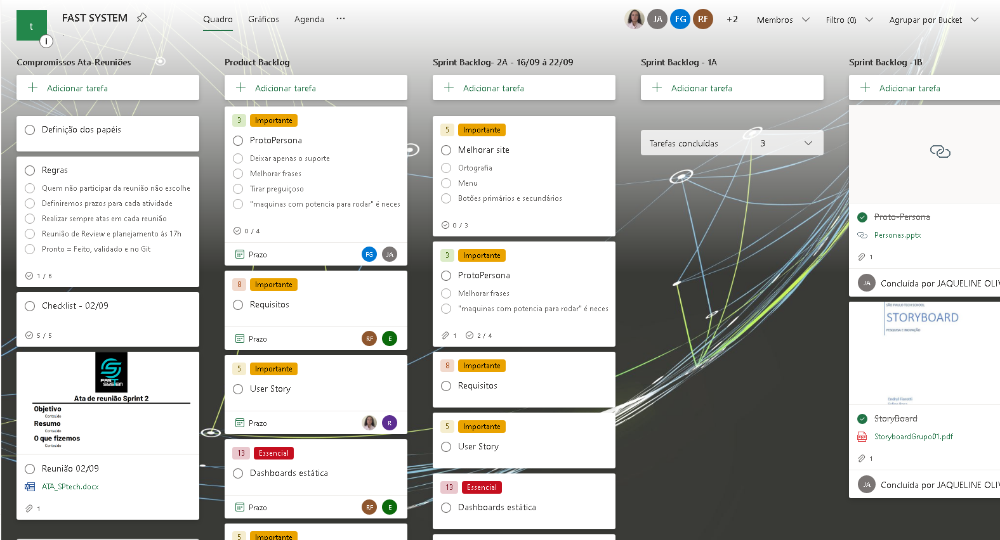 t
FAST SYSTEM
i
Quadro
Gráficos
Agenda
JA
FG
RF
+2
Membros
Filtro (0)
Agrupar por Bucket
Compromissos Ata-Reuniões
Adicionar tarefa
Definição dos papéis
Regras
Quem não participar da reunião não escolhe
Definiremos prazos para cada atividade
Realizar sempre atas em cada reunião
Reunião de Review e planejamento às 17h
Pronto = Feito, validado e no Git
1 / 6
Checklist - 02/09
5 / 5
FAST
SYSTEM
Ata de reunião Sprint 2
Objetivo
Conteúdo
Resumo
Conteúdo
O que fizemos
Conteúdo
Reunião 02/09
ATA_SPtech.docx
1
Product Backlog
Adicionar tarefa
3 Importante
ProtoPersona
Deixar apenas o suporte
Melhorar frases
Tirar preguiçoso
"maquinas com potencia para rodar" é neces
0 / 4
Prazo
FG
JA
8 Importante
Requisitos
Prazo
RF
E
5 Importante
User Story
Prazo
R
13 Essencial
Dashboards estática
Prazo
RF
E
5 Importante
Sprint Backlog- 2A - 16/09 à 22/09
Adicionar tarefa
5 Importante
Melhorar site
Ortografia
Menu
Botões primários e secundários
0 / 3
3 Importante
ProtoPersona
Melhorar frases
"maquinas com potencia para rodar" é neces
1
2 / 4
8 Importante
Requisitos
5 Importante
User Story
13 Essencial
Dashboards estática
Sprint Backlog - 1A
Adicionar tarefa
Tarefas concluídas 3
Sprint Backlog -1B
Adicionar tarefa
Proto-Persona
Personas.pptx
1
JA
Concluída por JAQUELINE OLIV
SÃO PAULO TECH SCHOOL
STORYBOARD
PESQUISA E INOVAÇÃO
Endryl Fiorotti
StoryBoard
PDF
StoryboardGrupo01.pdf
1
JA
Concluída por JAQUELINE OLIV